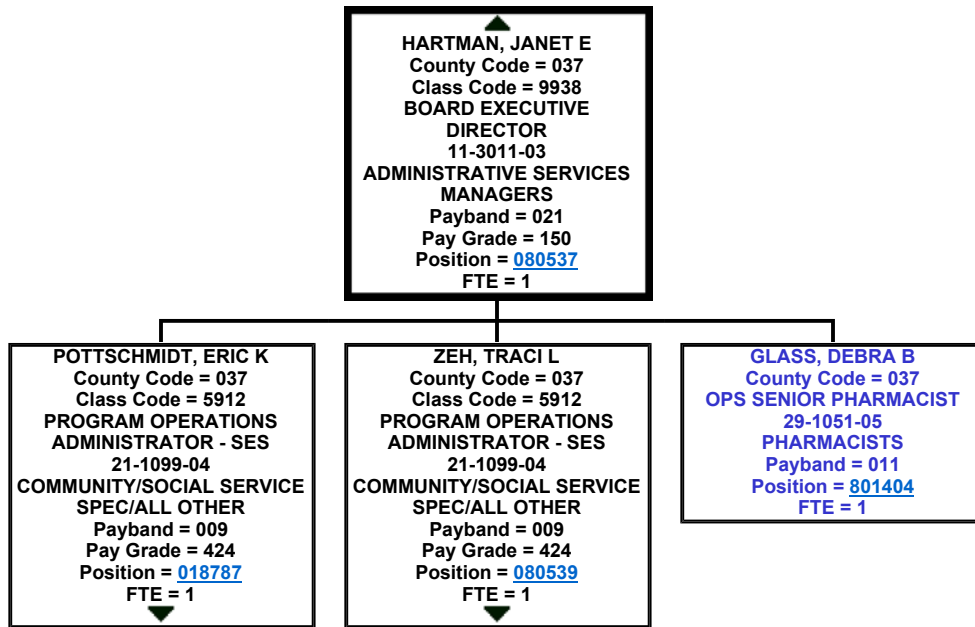 HARTMAN, JANET E
County Code = 037
Class Code = 9938
BOARD EXECUTIVE
DIRECTOR
11-3011-03
ADMINISTRATIVE SERVICES
MANAGERS
Payband = 021
Pay Grade = 150
Position = 080537
FTE = 1
POTTSCHMIDT, ERIC K
County Code = 037
Class Code = 5912
PROGRAM OPERATIONS
ADMINISTRATOR - SES
21-1099-04
COMMUNITY/SOCIAL SERVICE
SPEC/ALL OTHER
Payband = 009
Pay Grade = 424
Position = 018787
FTE = 1
ZEH, TRACI L
County Code = 037
Class Code = 5912
PROGRAM OPERATIONS
ADMINISTRATOR - SES
21-1099-04
COMMUNITY/SOCIAL SERVICE
SPEC/ALL OTHER
Payband = 009
Pay Grade = 424
Position = 080539
FTE = 1
GLASS, DEBRA B
County Code = 037
OPS SENIOR PHARMACIST
29-1051-05
PHARMACISTS
Payband = 011
Position = 801404
FTE = 1